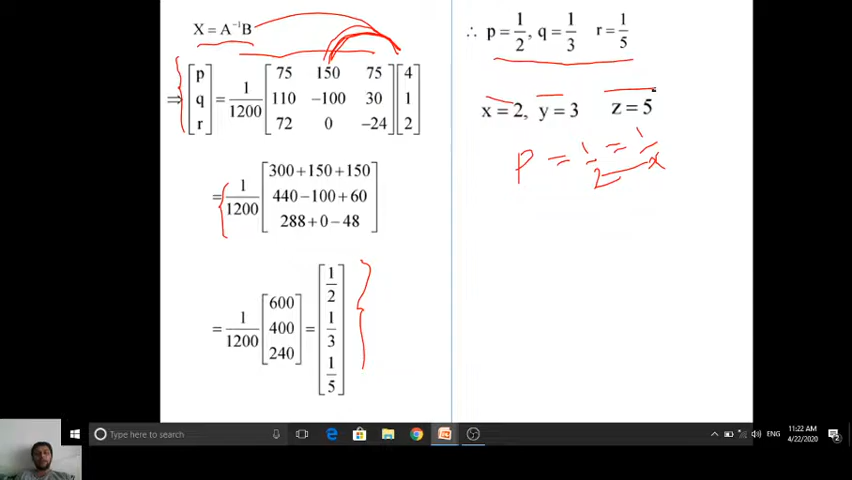 X = A⁻¹B
⇒ [p q r] = 1/1200 [75 150 75; 110 −100 30; 72 0 −24] [4 1 2]
= 1/1200 [300+150+150; 440−100+60; 288+0−48]
= 1/1200 [600 400 240] = [1/2 1/3 1/5]
∴ p = 1/2, q = 1/3 r = 1/5
x = 2, y = 3 z = 5
P = 1/2 = 1/x
Type here to search
ENG
11:22 AM
4/22/2020
2